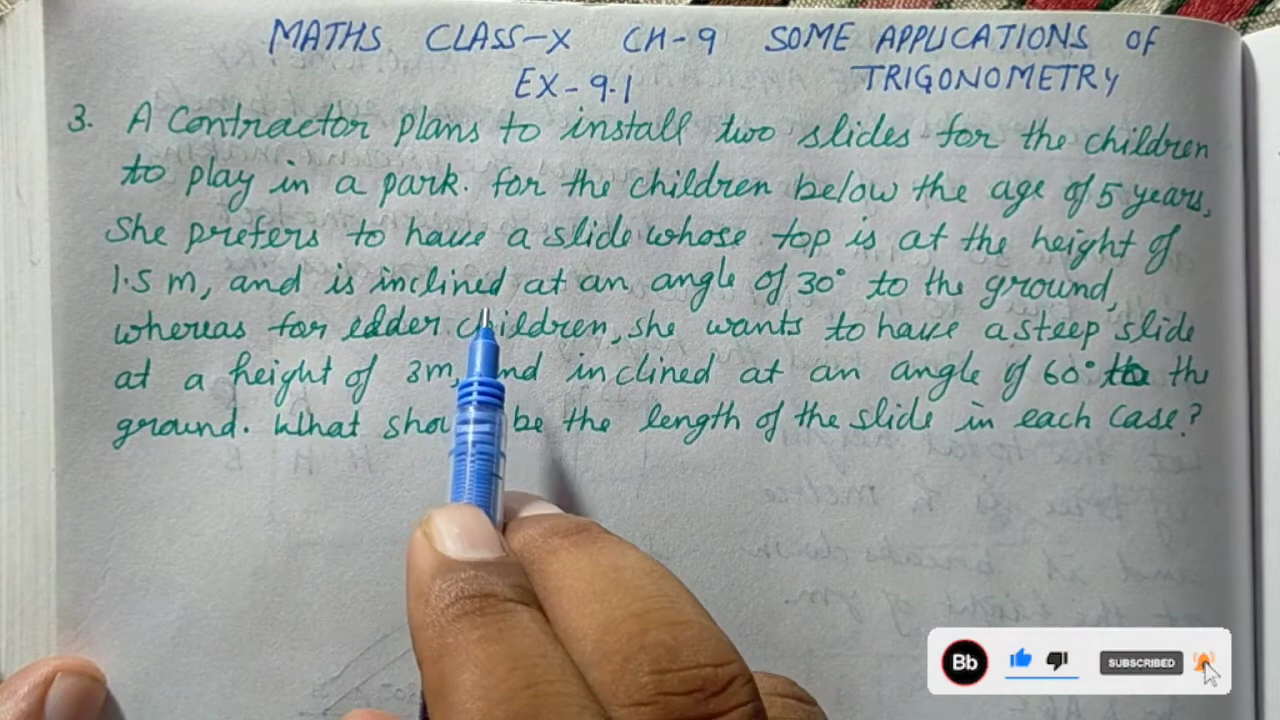 MATHS CLASS-X CH-9 SOME APPLICATIONS OF
EX-9.1 TRIGONOMETRY
3. A Contractor plans to install two slides for the children
to play in a park. for the children below the age of 5 years,
she prefers to have a slide whose top is at the height of
1.5 m, and is inclined at an angle of 30° to the ground,
whereas for elder children, she wants to have a steep slide
at a height of 3m, and inclined at an angle of 60° to the
ground. What shou be the length of the slide in each case?
Bb SUBSCRIBED